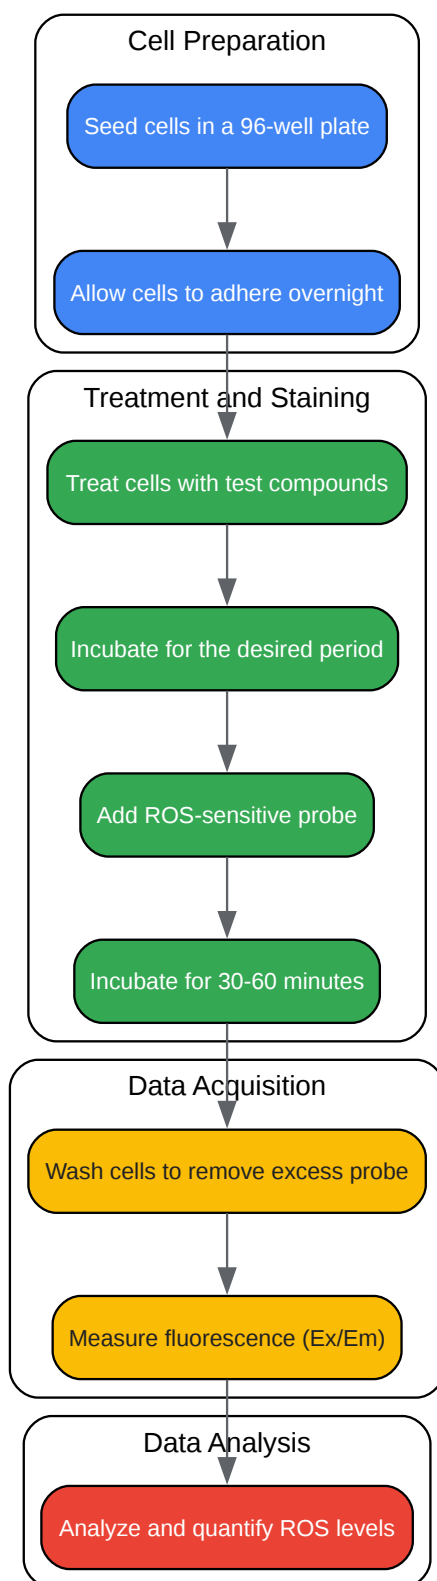 Cell Preparation
Seed cells in a 96-well plate
Allow cells to adhere overnight
Treatment and Staining
Treat cells with test compounds
Incubate for the desired period
Add ROS-sensitive probe
Incubate for 30-60 minutes
Data Acquisition
Wash cells to remove excess probe
Measure fluorescence (Ex/Em)
Data Analysis
Analyze and quantify ROS levels